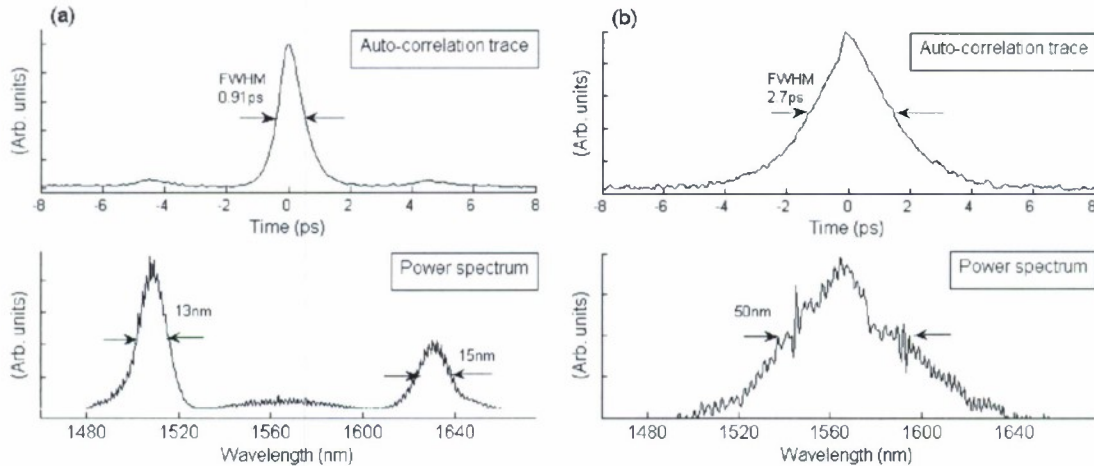 (a)
Auto-correlation trace
FWHM
0.91ps
(Arb. units)
-8 -6 -4 -2 0 2 4 6 8
Time (ps)
Power spectrum
13nm
15nm
(Arb. units)
1480 1520 1560 1600 1640
Wavelength (nm)
(b)
Auto-correlation trace
FWHM
2.7ps
(Arb. units)
-8 -6 -4 -2 0 2 4 6 8
Time (ps)
Power spectrum
50nm
(Arb. units)
1480 1520 1560 1600 1640
Wavelength (nm)